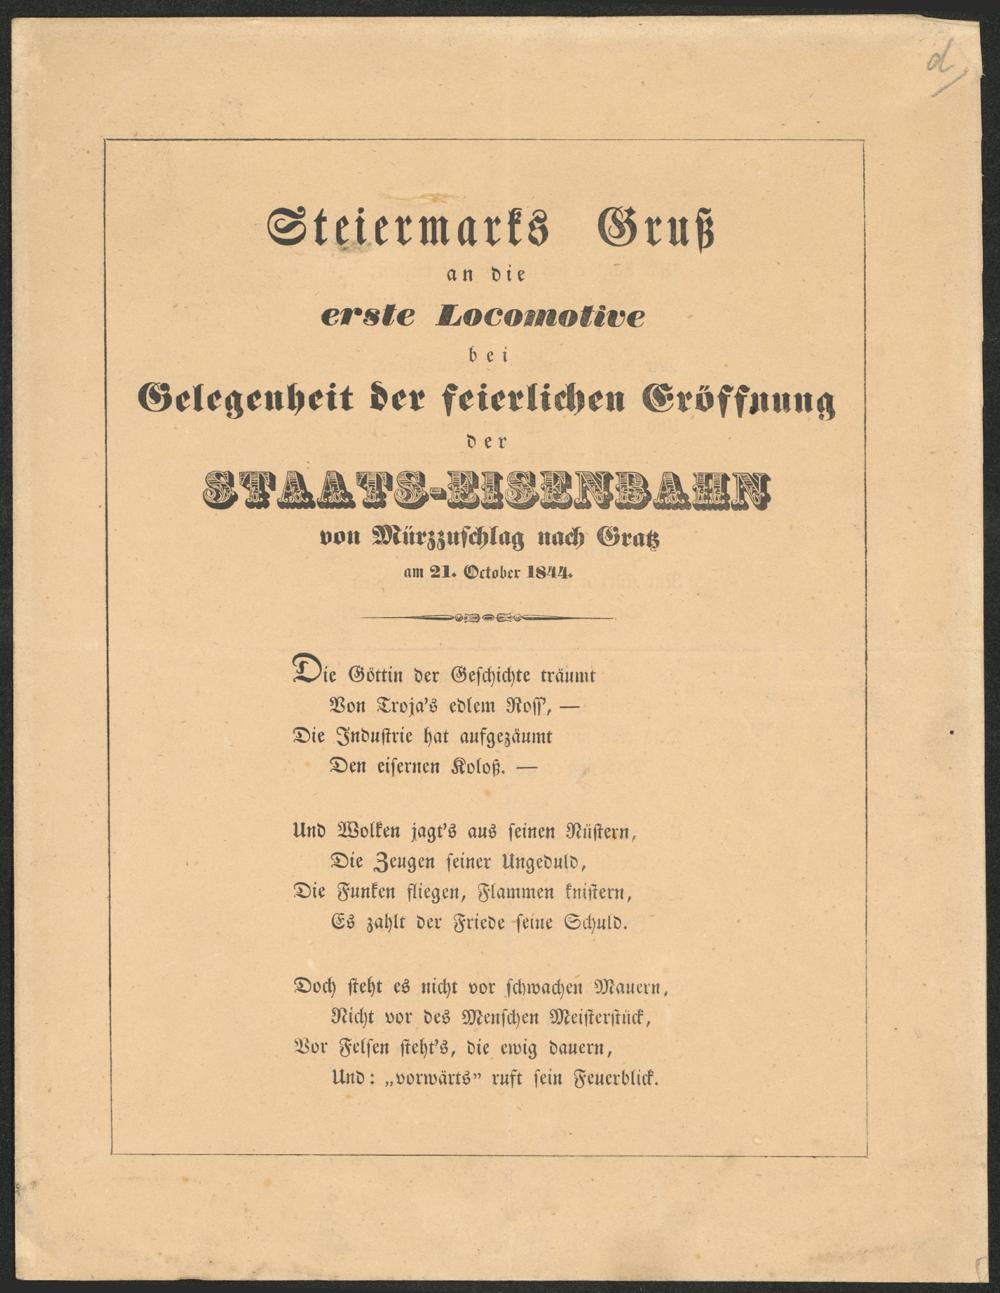 d,
Steiermarks Gruß
an die
erste Locomotive
bei
Gelegenheit der feierlichen Eröffnung
der
STAATS-EISENBAHN
von Mürzzuschlag nach Gratz
am 21. October 1844.
Die Göttin der Geschichte träumt
Von Troja's edlem Ross', —
Die Industrie hat aufgezäumt
Den eisernen Koloß. —
Und Wolken jagt's aus seinen Nüstern,
Die Zeugen seiner Ungeduld,
Die Funken fliegen, Flammen knistern,
Es zahlt der Friede seine Schuld.
Doch steht es nicht vor schwachen Mauern,
Nicht vor des Menschen Meisterstück,
Vor Felsen steht's, die ewig dauern,
Und: „vorwärts” ruft sein Feuerblick.